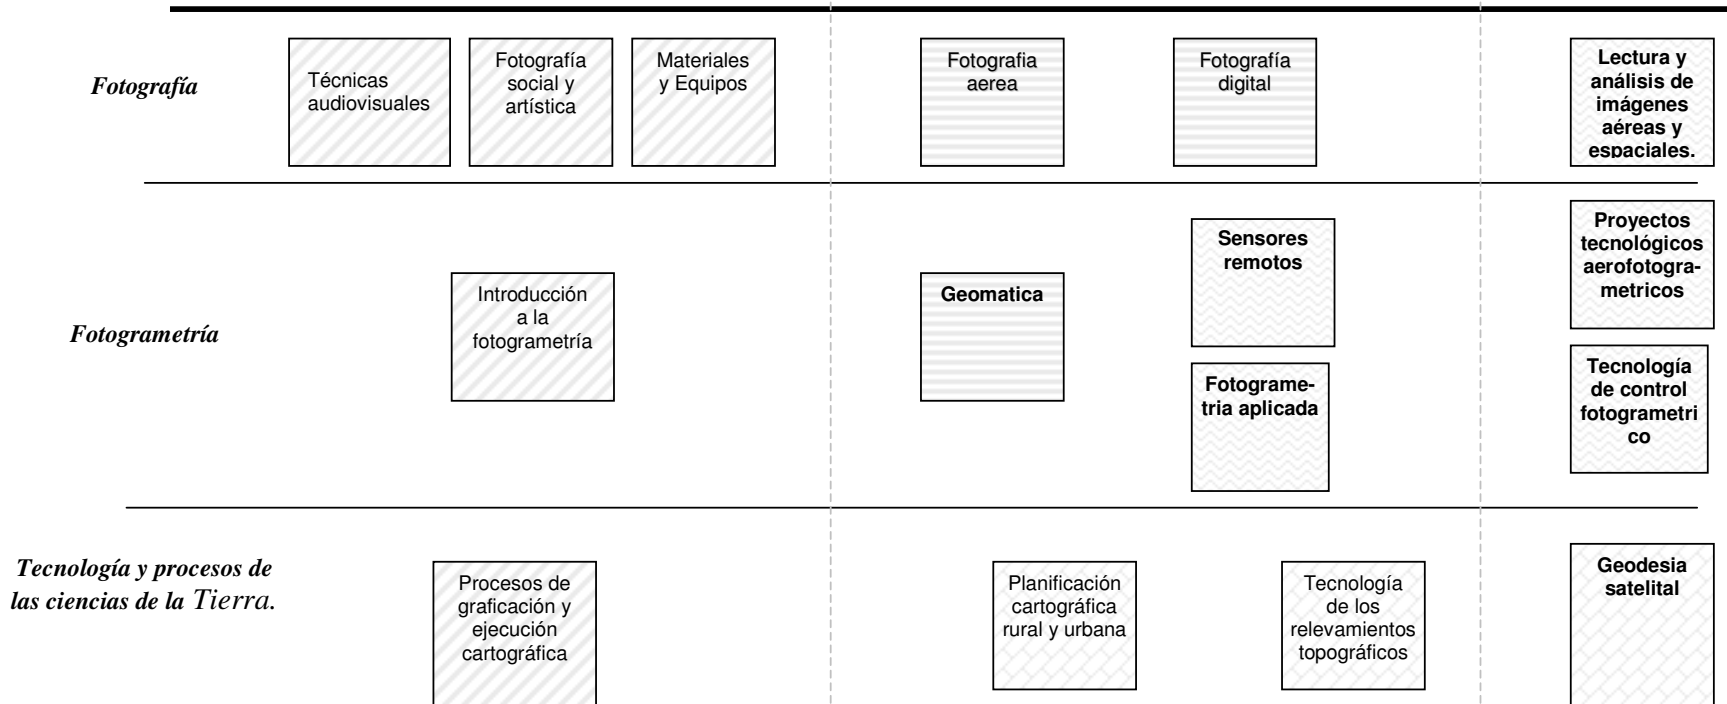 Fotografía
Técnicas
audiovisuales
Fotografía
social y
artística
Materiales
y Equipos
Fotografia
aerea
Fotografía
digital
Lectura y
análisis de
imágenes
aéreas y
espaciales.
Fotogrametría
Introducción
a la
fotogrametría
Geomatica
Sensores
remotos
Fotograme-
tria aplicada
Proyectos
tecnológicos
aerofotogra-
metricos
Tecnología
de control
fotogrametri
co
Tecnología y procesos de
las ciencias de la Tierra.
Procesos de
graficación y
ejecución
cartográfica
Planificación
cartográfica
rural y urbana
Tecnología
de los
relevamientos
topográficos
Geodesia
satelital